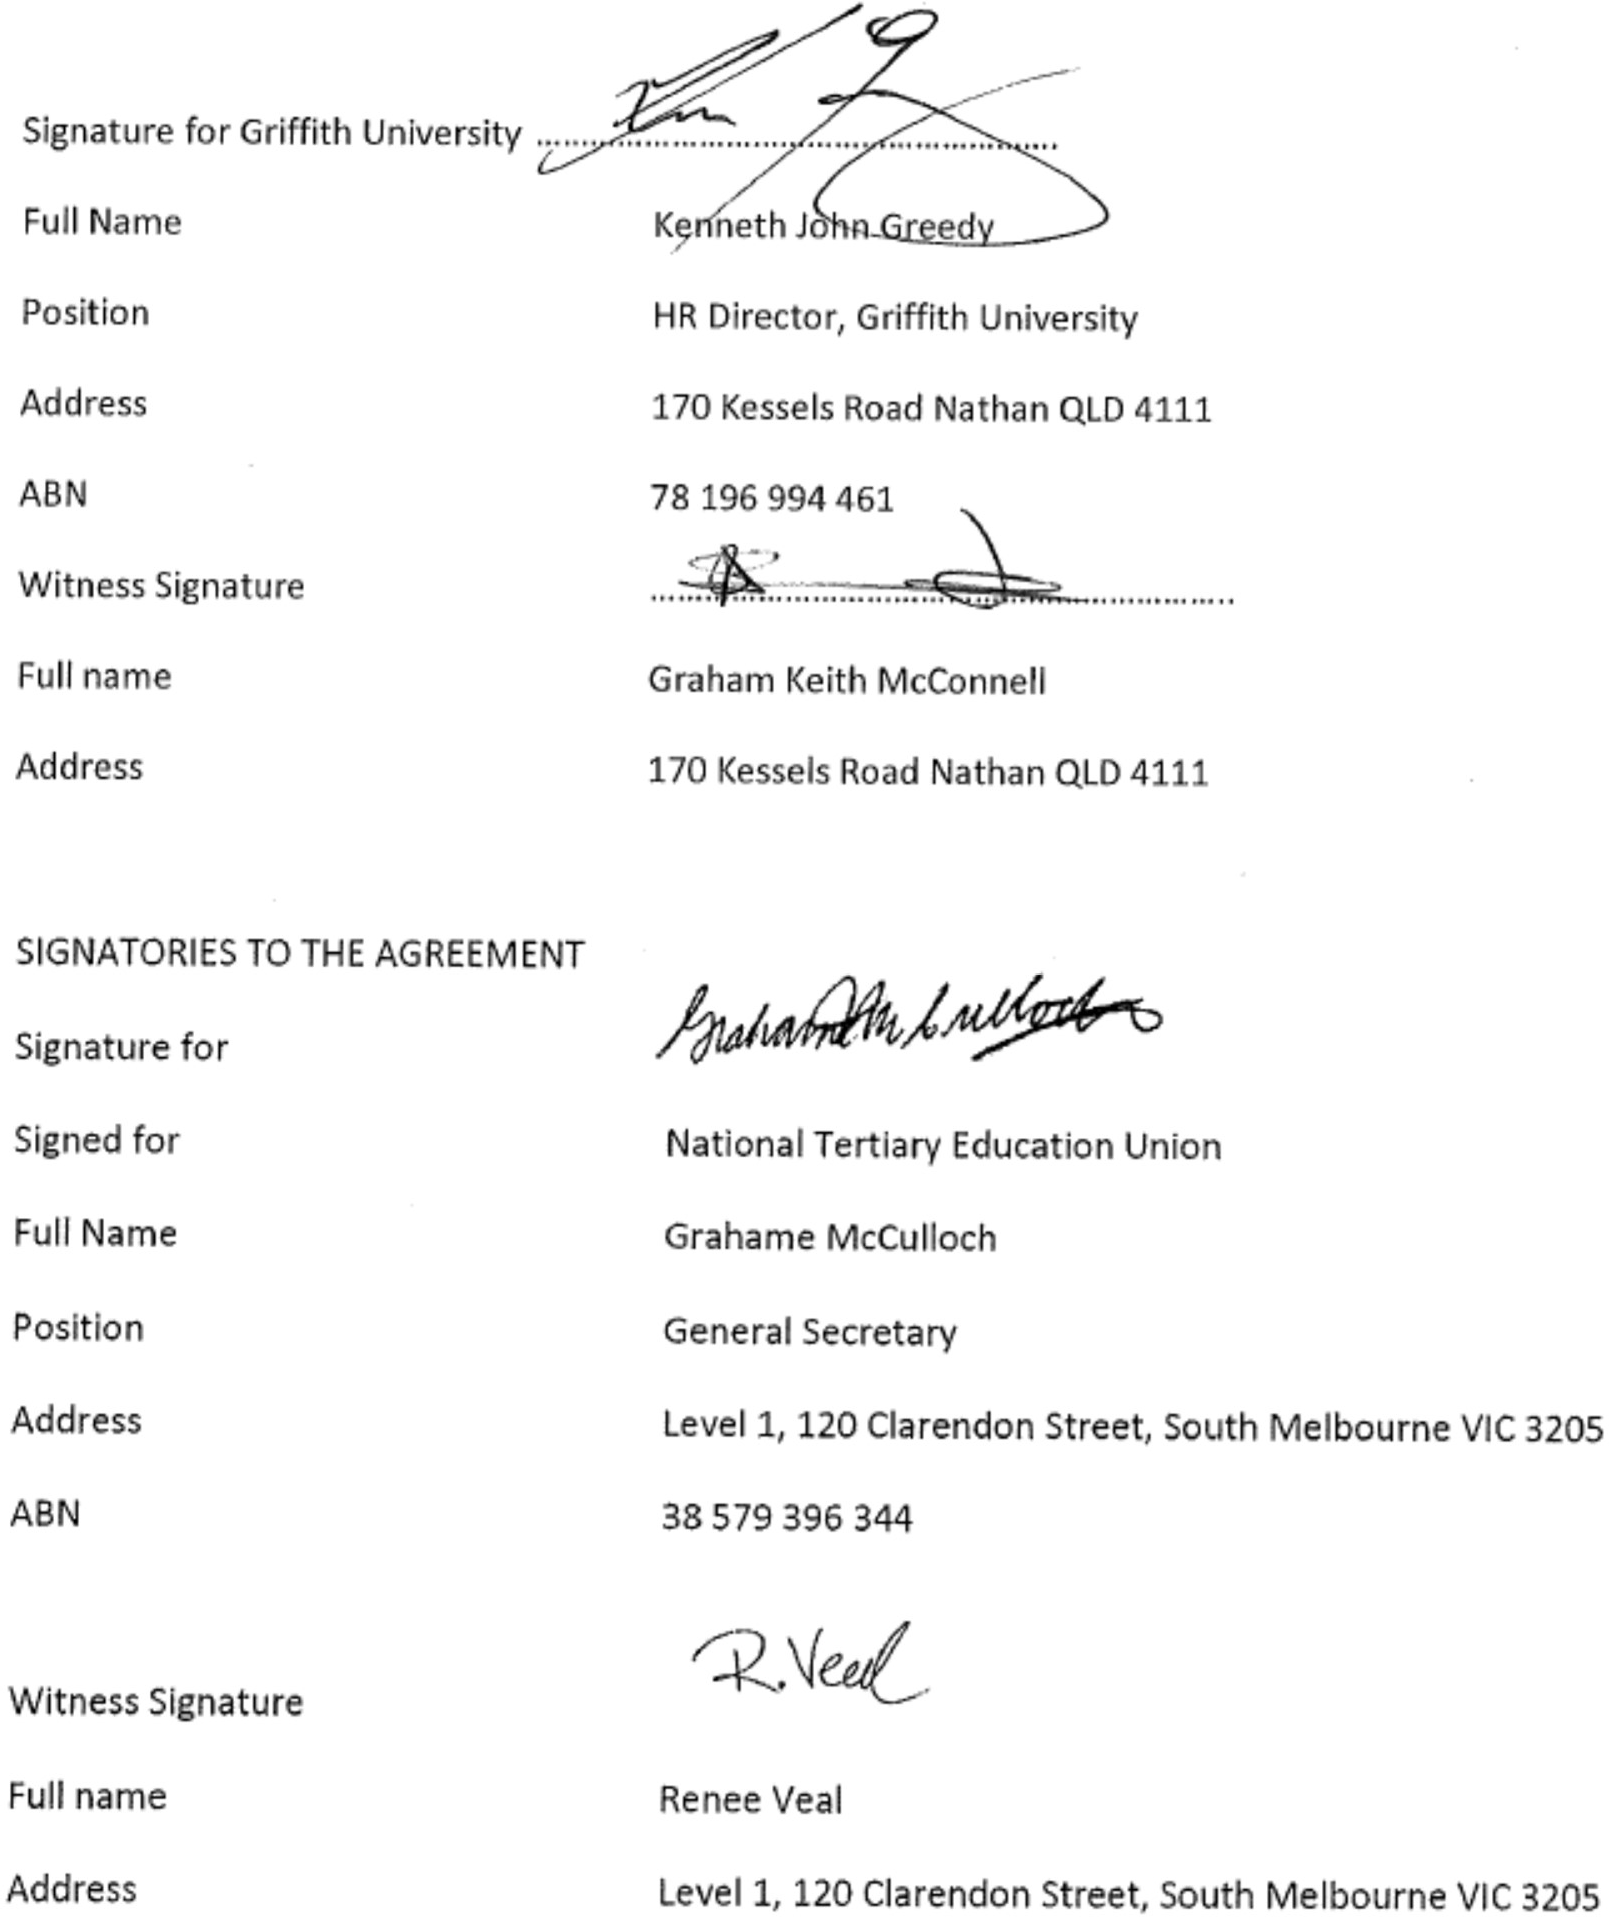 Signature for Griffith University
Full Name Kenneth John Greedy
Position HR Director, Griffith University
Address 170 Kessels Road Nathan QLD 4111
ABN 78 196 994 461
Witness Signature
Full name Graham Keith McConnell
Address 170 Kessels Road Nathan QLD 4111
SIGNATORIES TO THE AGREEMENT
Signature for Grahame McCulloch
Signed for National Tertiary Education Union
Full Name Grahame McCulloch
Position General Secretary
Address Level 1, 120 Clarendon Street, South Melbourne VIC 3205
ABN 38 579 396 344
Witness Signature R. Veal
Full name Renee Veal
Address Level 1, 120 Clarendon Street, South Melbourne VIC 3205